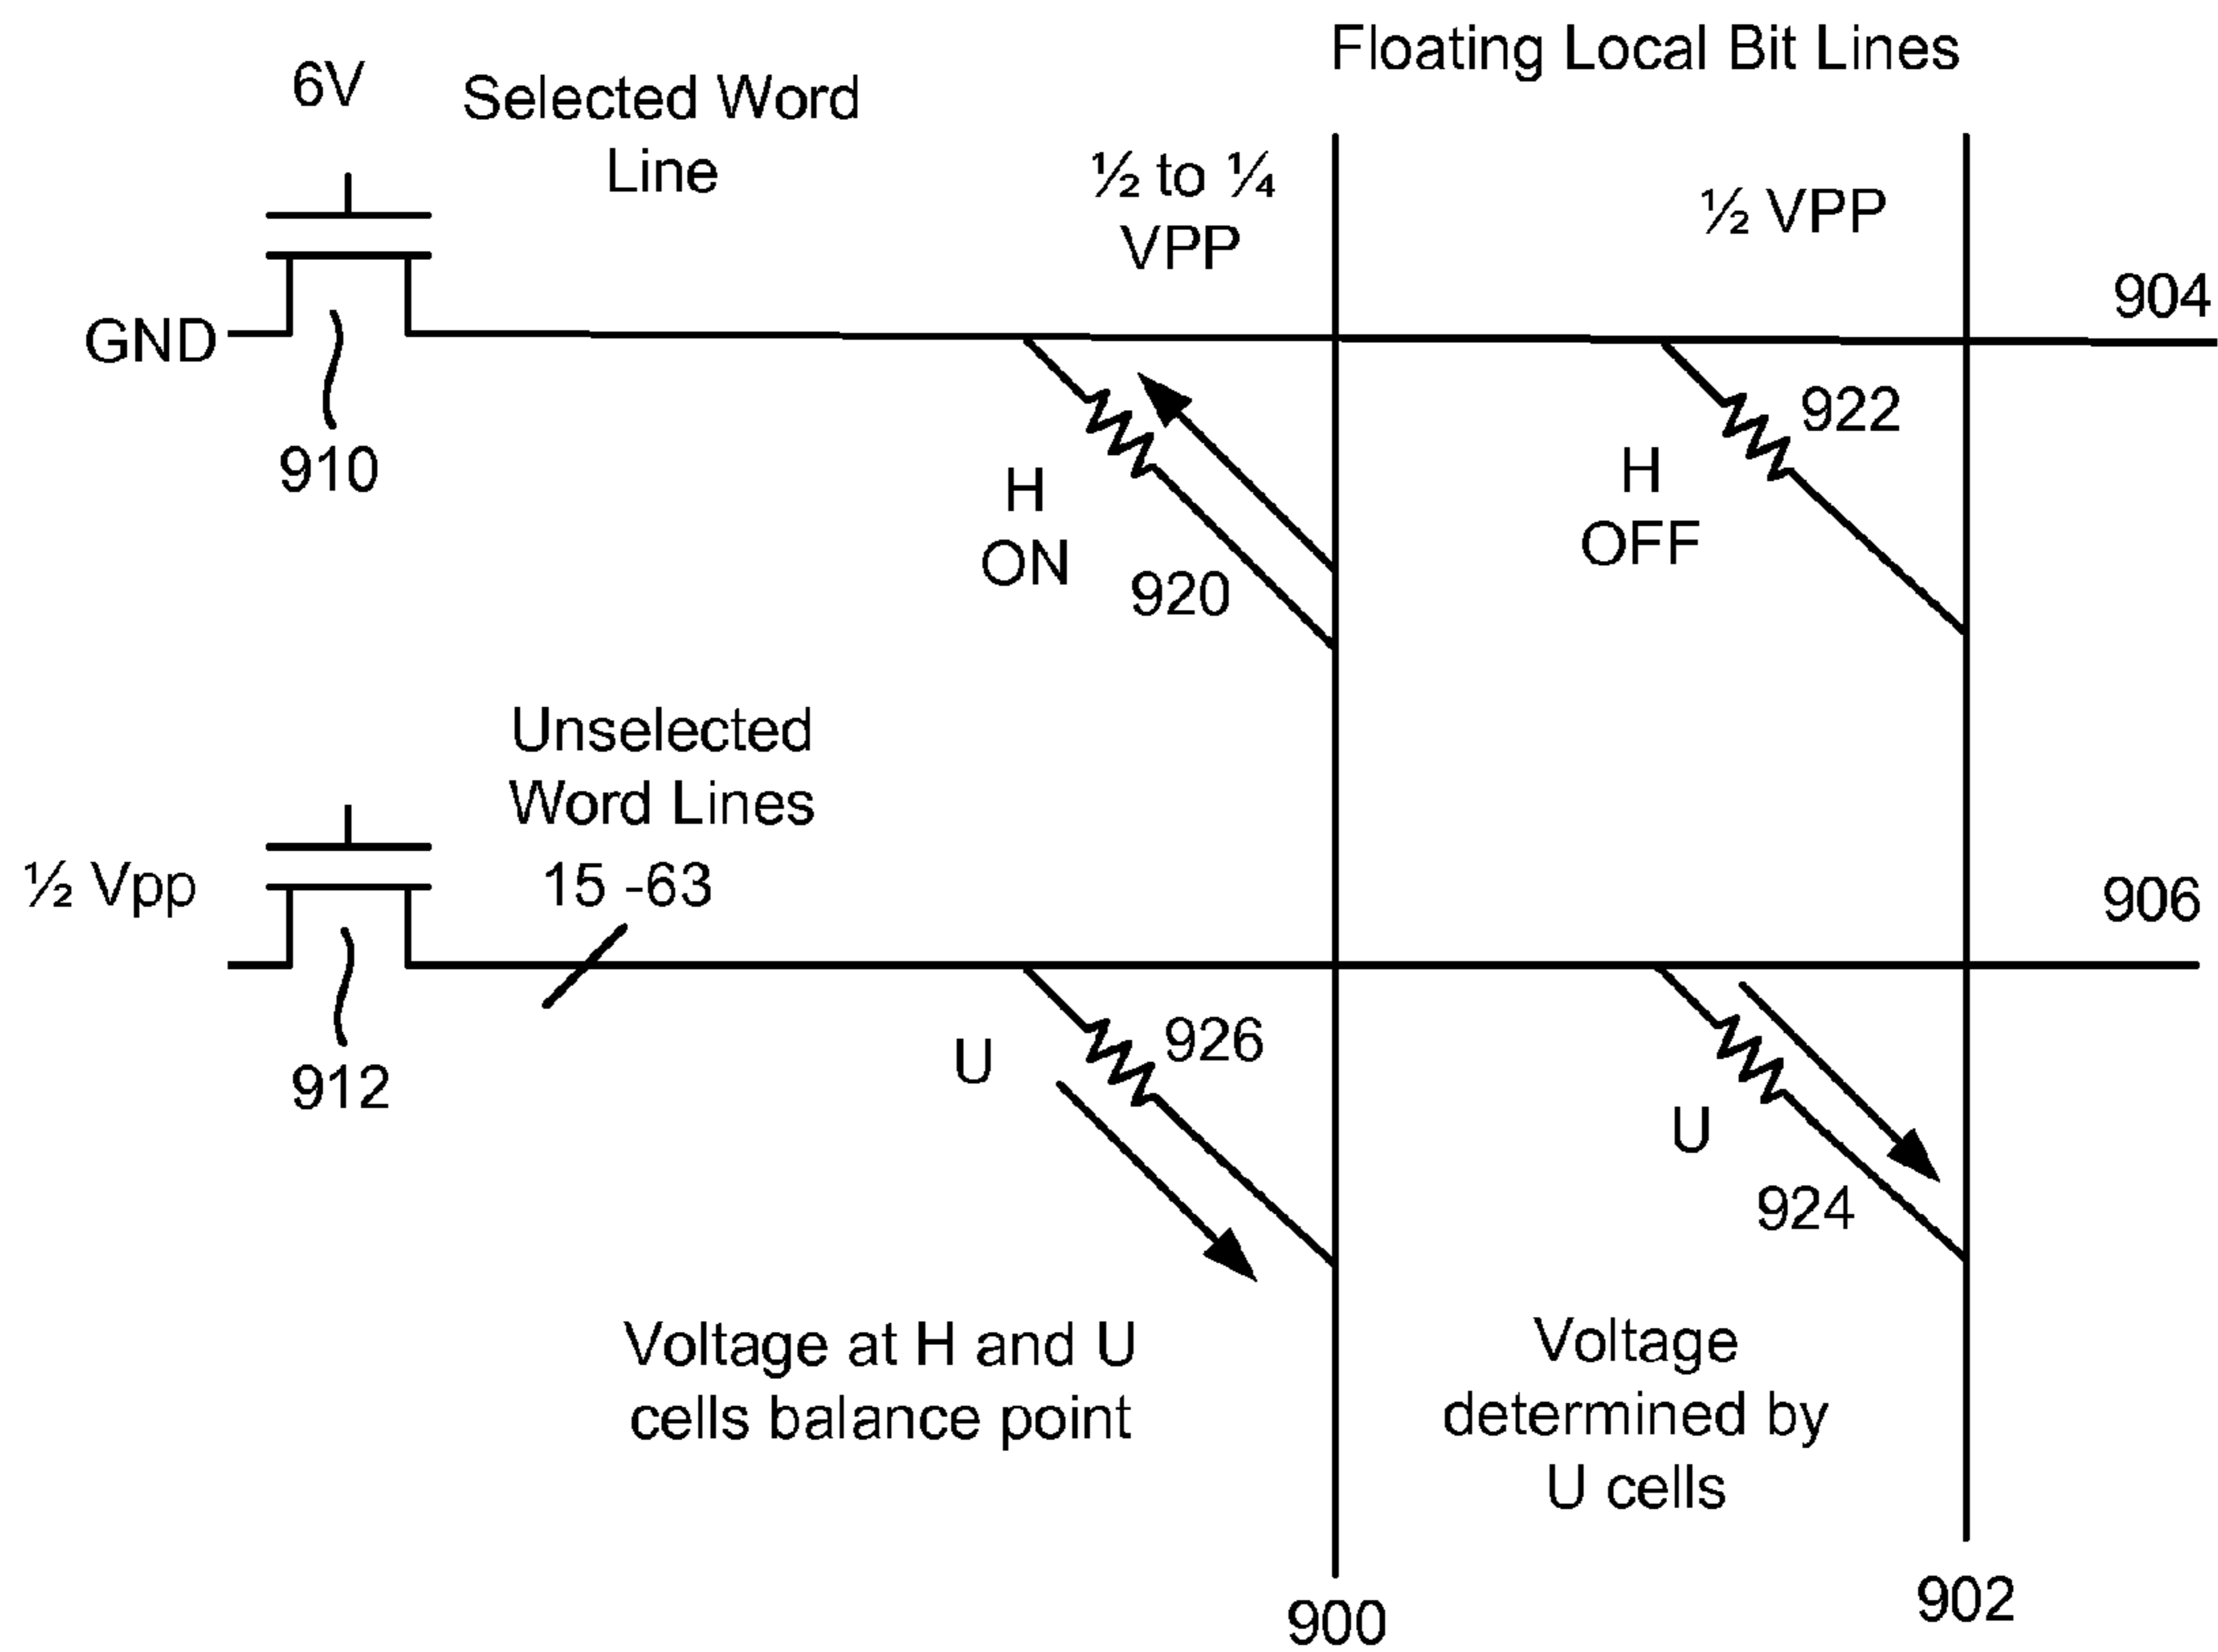 Floating Local Bit Lines
6V
Selected Word
Line
½ to ¼
VPP
½ VPP
904
GND
910
H
ON
920
922
H
OFF
Unselected
Word Lines
15 -63
½ Vpp
906
912
U
926
U
924
Voltage at H and U
cells balance point
Voltage
determined by
U cells
900
902